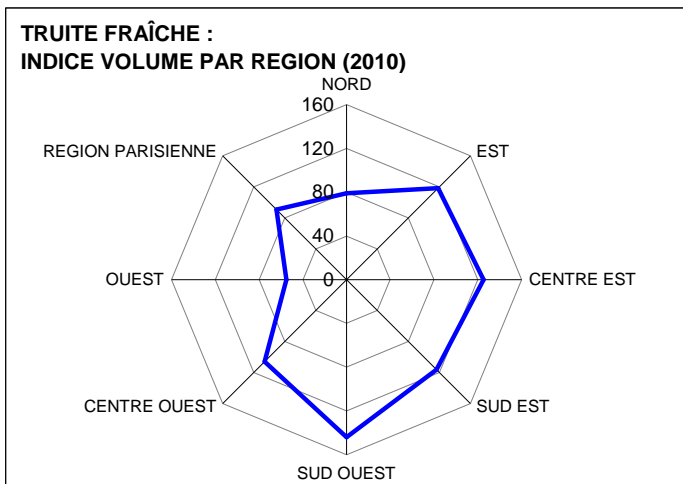 TRUITE FRAÎCHE :
INDICE VOLUME PAR REGION (2010)
NORD
160
REGION PARISIENNE
EST
120
80
40
OUEST
0
CENTRE EST
CENTRE OUEST
SUD EST
SUD OUEST